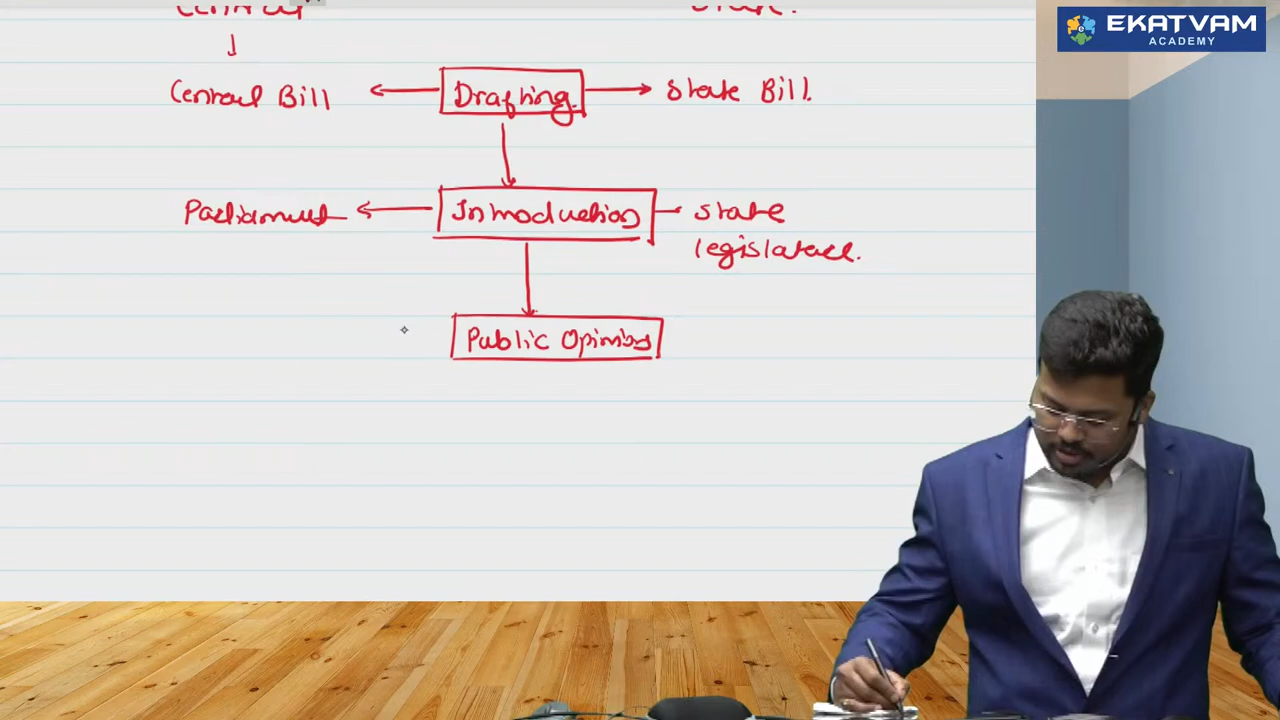 EKATVAM
ACADEMY
Central Bill
Drafting
State Bill.
Parliament
Introduction
State
legislature.
Public Opinion